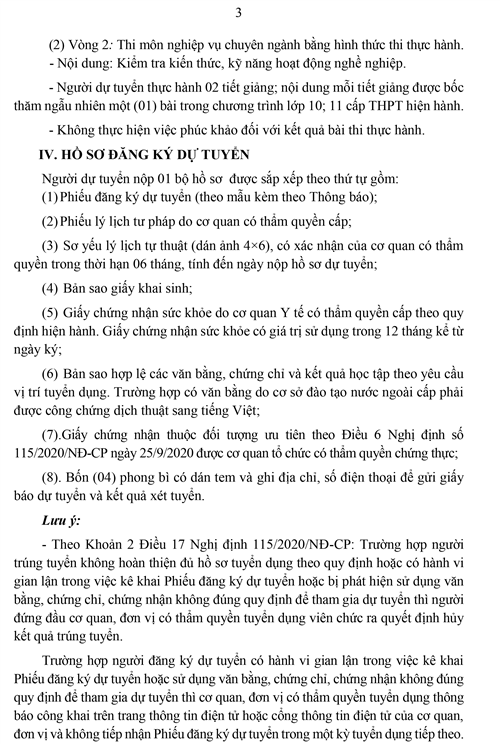 3
(2) Vòng 2: Thi môn nghiệp vụ chuyên ngành bằng hình thức thi thực hành.
- Nội dung: Kiểm tra kiến thức, kỹ năng hoạt động nghề nghiệp.
- Người dự tuyển thực hành 02 tiết giảng; nội dung mỗi tiết giảng được bốc
thăm ngẫu nhiên một (01) bài trong chương trình lớp 10; 11 cấp THPT hiện hành.
- Không thực hiện việc phúc khảo đối với kết quả bài thi thực hành.
IV. HỒ SƠ ĐĂNG KÝ DỰ TUYỂN
Người dự tuyển nộp 01 bộ hồ sơ được sắp xếp theo thứ tự gồm:
(1) Phiếu đăng ký dự tuyển (theo mẫu kèm theo Thông báo);
(2) Phiếu lý lịch tư pháp do cơ quan có thẩm quyền cấp;
(3) Sơ yếu lý lịch tự thuật (dán ảnh 4×6), có xác nhận của cơ quan có thẩm
quyền trong thời hạn 06 tháng, tính đến ngày nộp hồ sơ dự tuyển;
(4) Bản sao giấy khai sinh;
(5) Giấy chứng nhận sức khỏe do cơ quan Y tế có thẩm quyền cấp theo quy
định hiện hành. Giấy chứng nhận sức khỏe có giá trị sử dụng trong 12 tháng kể từ
ngày ký;
(6) Bản sao hợp lệ các văn bằng, chứng chỉ và kết quả học tập theo yêu cầu
vị trí tuyển dụng. Trường hợp có văn bằng do cơ sở đào tạo nước ngoài cấp phải
được công chứng dịch thuật sang tiếng Việt;
(7).Giấy chứng nhận thuộc đối tượng ưu tiên theo Điều 6 Nghị định số
115/2020/NĐ-CP ngày 25/9/2020 được cơ quan tổ chức có thẩm quyền chứng thực;
(8). Bốn (04) phong bì có dán tem và ghi địa chỉ, số điện thoại để gửi giấy
báo dự tuyển và kết quả xét tuyển.
Lưu ý:
- Theo Khoản 2 Điều 17 Nghị định 115/2020/NĐ-CP: Trường hợp người
trúng tuyển không hoàn thiện đủ hồ sơ tuyển dụng theo quy định hoặc có hành vi
gian lận trong việc kê khai Phiếu đăng ký dự tuyển hoặc bị phát hiện sử dụng văn
bằng, chứng chỉ, chứng nhận không đúng quy định để tham gia dự tuyển thì người
đứng đầu cơ quan, đơn vị có thẩm quyền tuyển dụng viên chức ra quyết định hủy
kết quả trúng tuyển.
Trường hợp người đăng ký dự tuyển có hành vi gian lận trong việc kê khai
Phiếu đăng ký dự tuyển hoặc sử dụng văn bằng, chứng chỉ, chứng nhận không đúng
quy định để tham gia dự tuyển thì cơ quan, đơn vị có thẩm quyền tuyển dụng thông
báo công khai trên trang thông tin điện tử hoặc cổng thông tin điện tử của cơ quan,
đơn vị và không tiếp nhận Phiếu đăng ký dự tuyển trong một kỳ tuyển dụng tiếp theo.